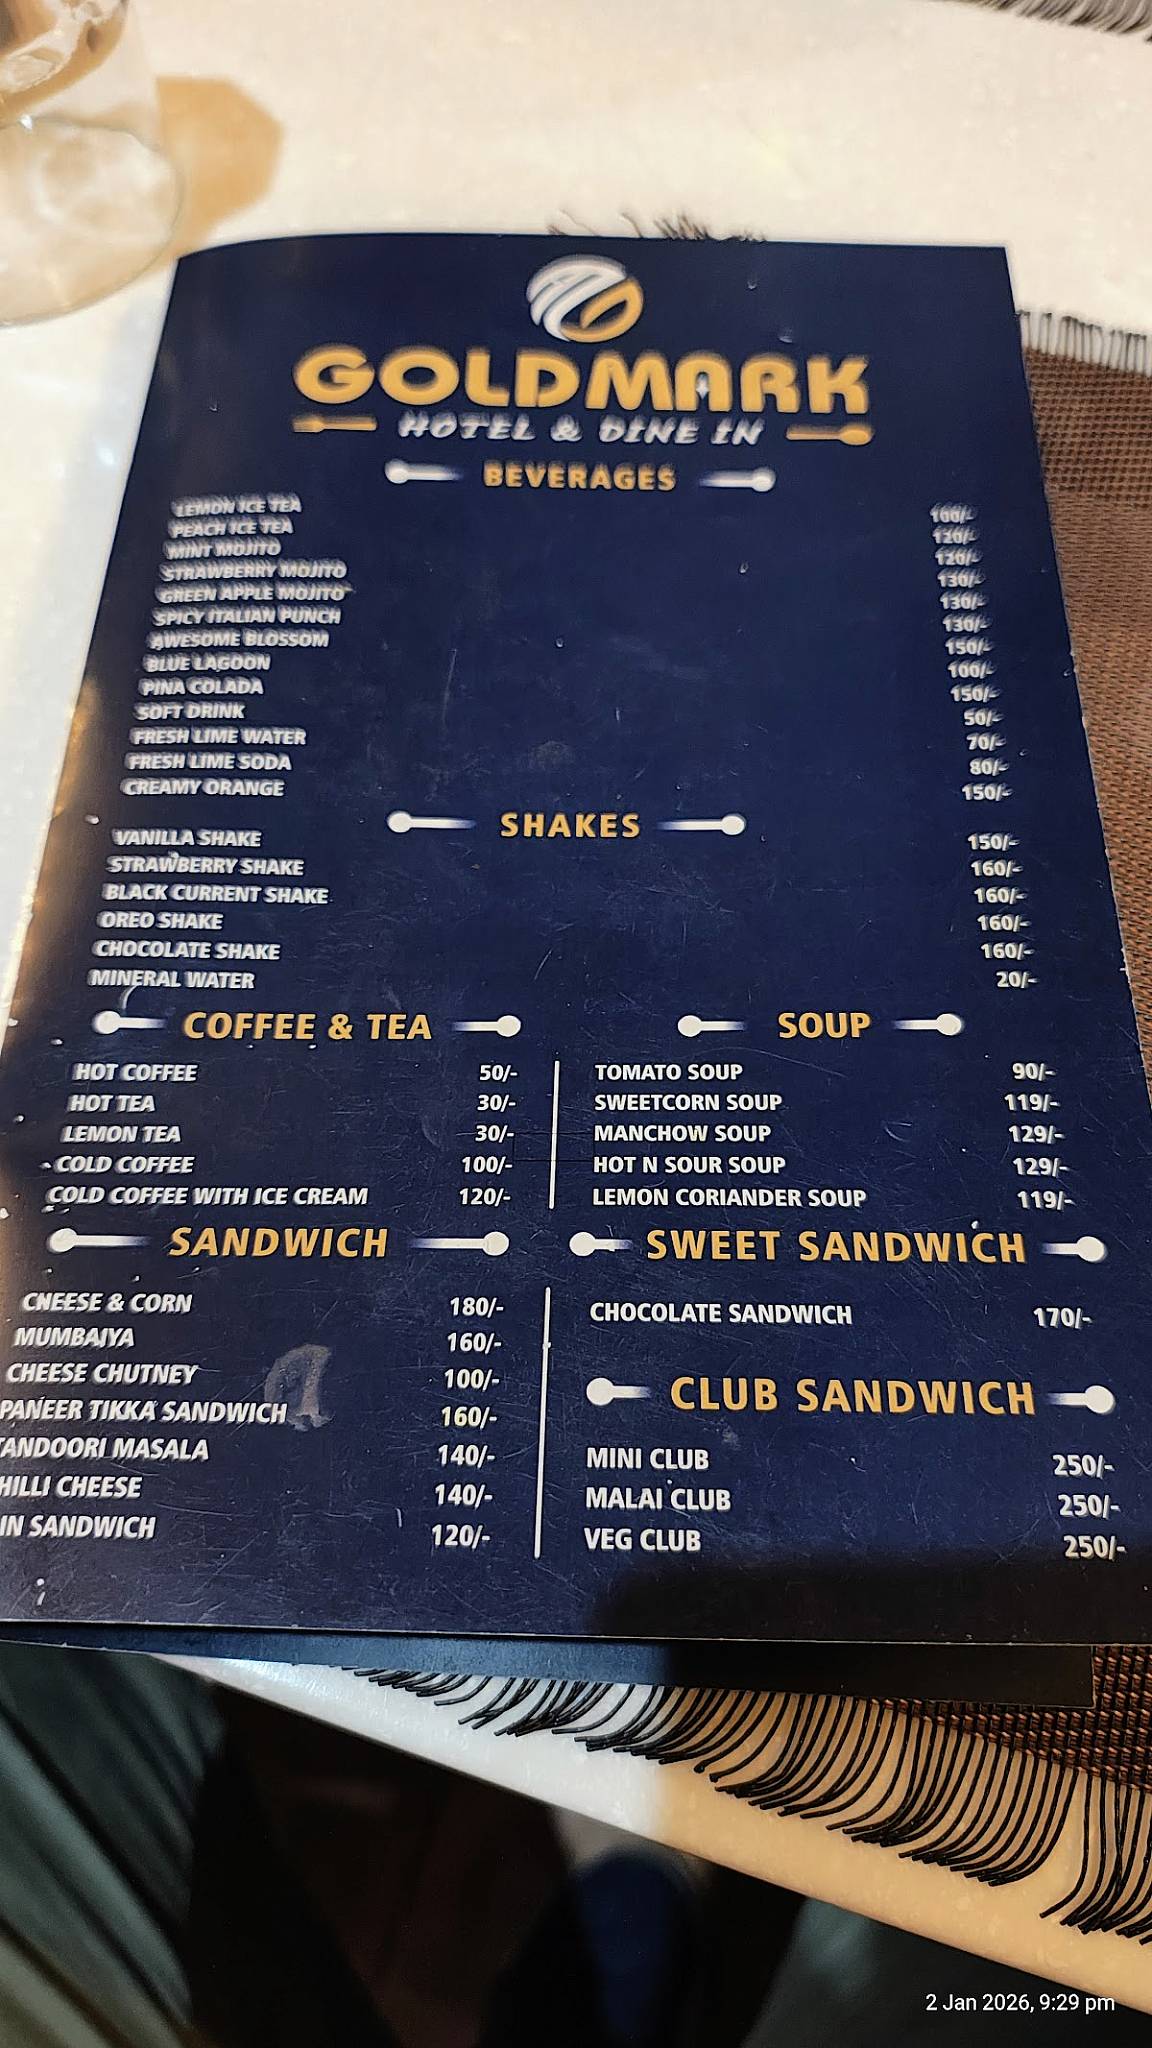 GOLDMARK
HOTEL & DINE IN
BEVERAGES
LEMON ICE TEA 100/-
PEACH ICE TEA 120/-
MINT MOJITO 120/-
STRAWBERRY MOJITO 130/-
GREEN APPLE MOJITO 130/-
SPICY ITALIAN PUNCH 130/-
AWESOME BLOSSOM 150/-
BLUE LAGOON 100/-
PINA COLADA 150/-
SOFT DRINK 50/-
FRESH LIME WATER 70/-
FRESH LIME SODA 80/-
CREAMY ORANGE 150/-
SHAKES
VANILLA SHAKE 150/-
STRAWBERRY SHAKE 160/-
BLACK CURRENT SHAKE 160/-
OREO SHAKE 160/-
CHOCOLATE SHAKE 160/-
MINERAL WATER 20/-
COFFEE & TEA
HOT COFFEE 50/-
HOT TEA 30/-
LEMON TEA 30/-
COLD COFFEE 100/-
COLD COFFEE WITH ICE CREAM 120/-
SOUP
TOMATO SOUP 90/-
SWEETCORN SOUP 119/-
MANCHOW SOUP 129/-
HOT N SOUR SOUP 129/-
LEMON CORIANDER SOUP 119/-
SANDWICH
CHEESE & CORN 180/-
MUMBAIYA 160/-
CHEESE CHUTNEY 100/-
PANEER TIKKA SANDWICH 160/-
TANDOORI MASALA 140/-
HILLI CHEESE 140/-
IN SANDWICH 120/-
SWEET SANDWICH
CHOCOLATE SANDWICH 170/-
CLUB SANDWICH
MINI CLUB 250/-
MALAI CLUB 250/-
VEG CLUB 250/-
2 Jan 2026, 9:29 pm